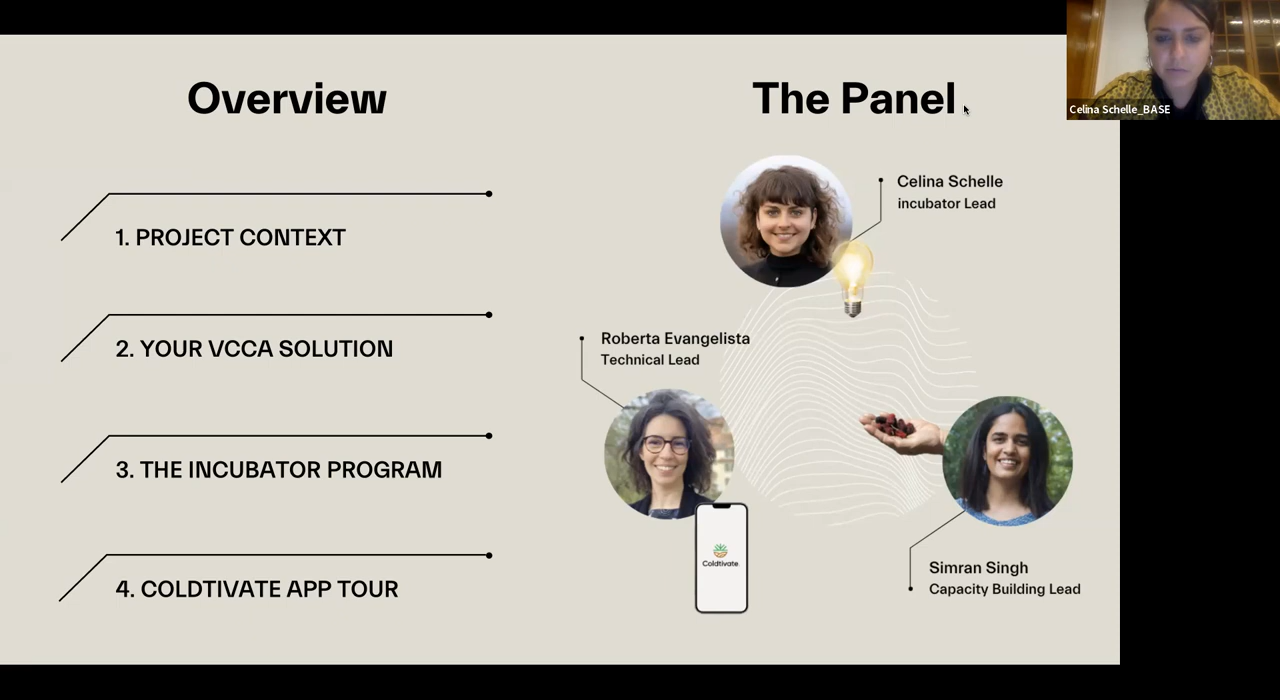 Overview
1. PROJECT CONTEXT
2. YOUR VCCA SOLUTION
3. THE INCUBATOR PROGRAM
4. COLDTIVATE APP TOUR
The Panel
Celina Schelle
incubator Lead
Roberta Evangelista
Technical Lead
Coldtivate
Simran Singh
Capacity Building Lead
Celina Schelle_BASE